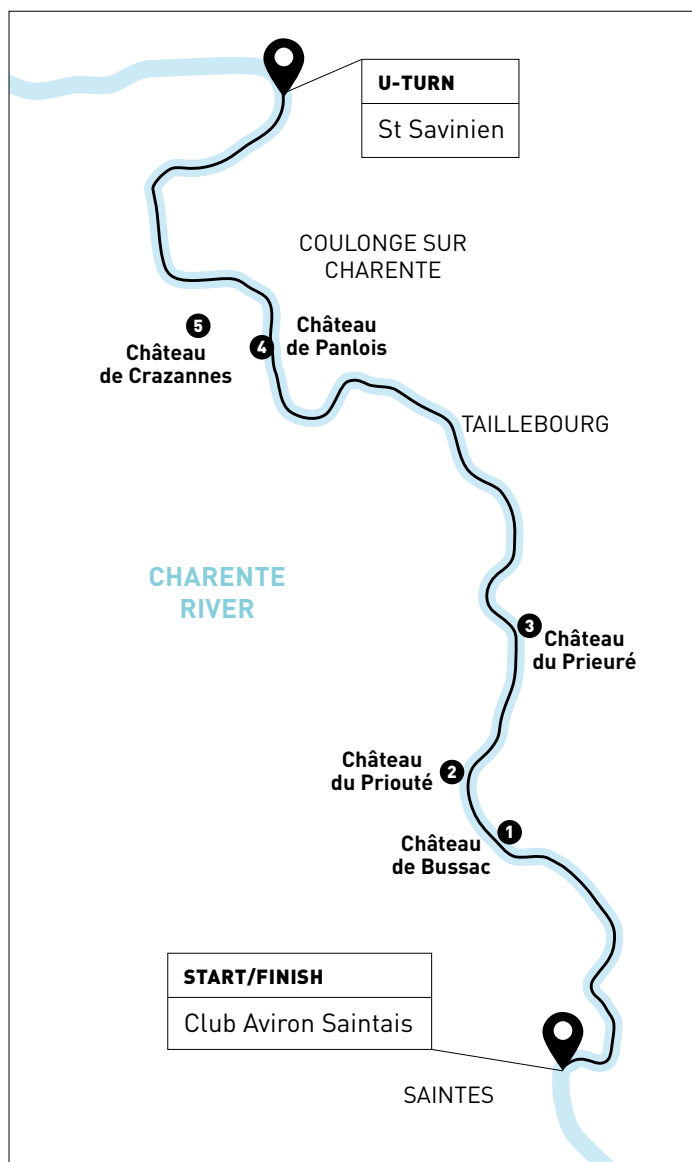 U-TURN
St Savinien
COULONGE SUR
CHARENTE
5
Château
de Crazannes
4
Château
de Panlois
TAILLEBOURG
CHARENTE
RIVER
3
Château
du Prieuré
Château
du Priouté
2
1
Château
de Bussac
START/FINISH
Club Aviron Saintais
SAINTES